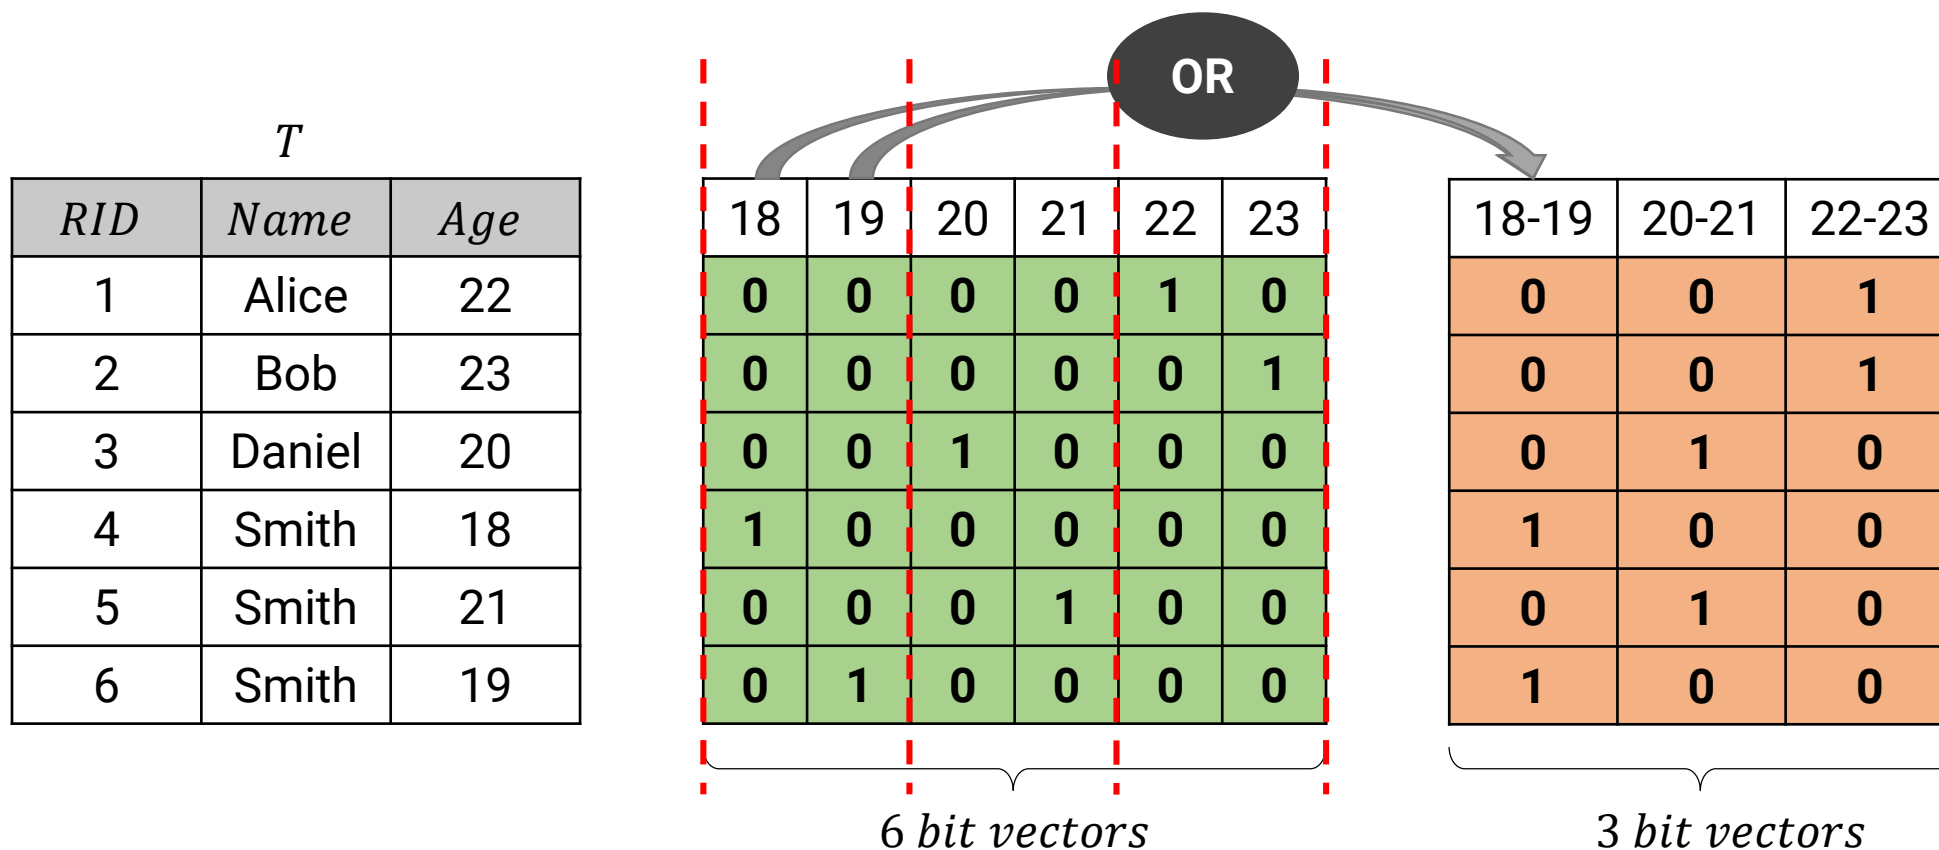 OR
T
RID Name Age
1 Alice 22
2 Bob 23
3 Daniel 20
4 Smith 18
5 Smith 21
6 Smith 19
18 19 20 21 22 23
0 0 0 0 1 0
0 0 0 0 0 1
0 0 1 0 0 0
1 0 0 0 0 0
0 0 0 1 0 0
0 1 0 0 0 0
6 bit vectors
18-19 20-21 22-23
0 0 1
0 0 1
0 1 0
1 0 0
0 1 0
1 0 0
3 bit vectors